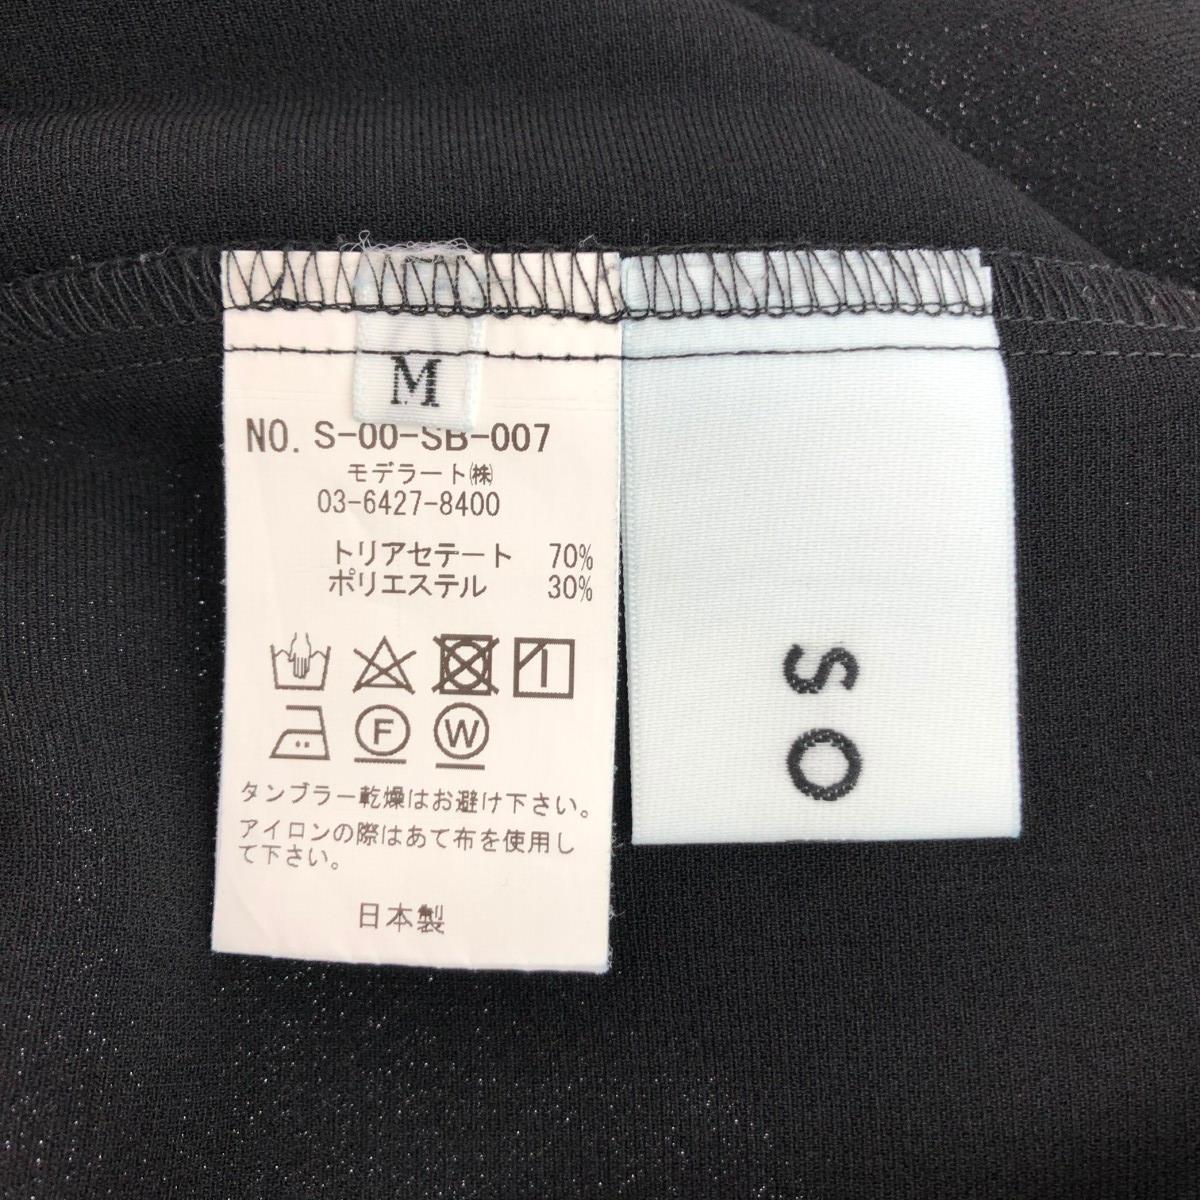 M
NO. S-00-SB-007
モデラート㈱
03-6427-8400
トリアセテート 70%
ポリエステル 30%
F W
タンブラー乾燥はお避け下さい。
アイロンの際はあて布を使用し
て下さい。
日本製
SO